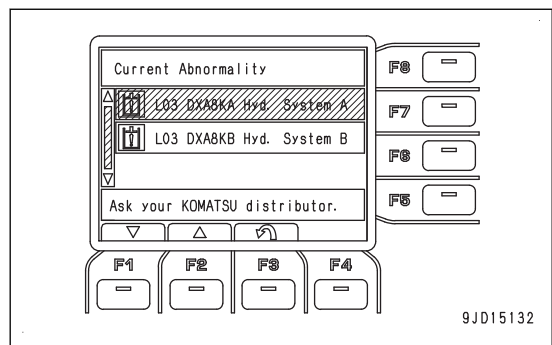 Current Abnormality
L03 DXA8KA Hyd. System A
L03 DXA8KB Hyd. System B
Ask your KOMATSU distributor.
F8
F7
F6
F5
F1 F2 F3 F4
9JD15132